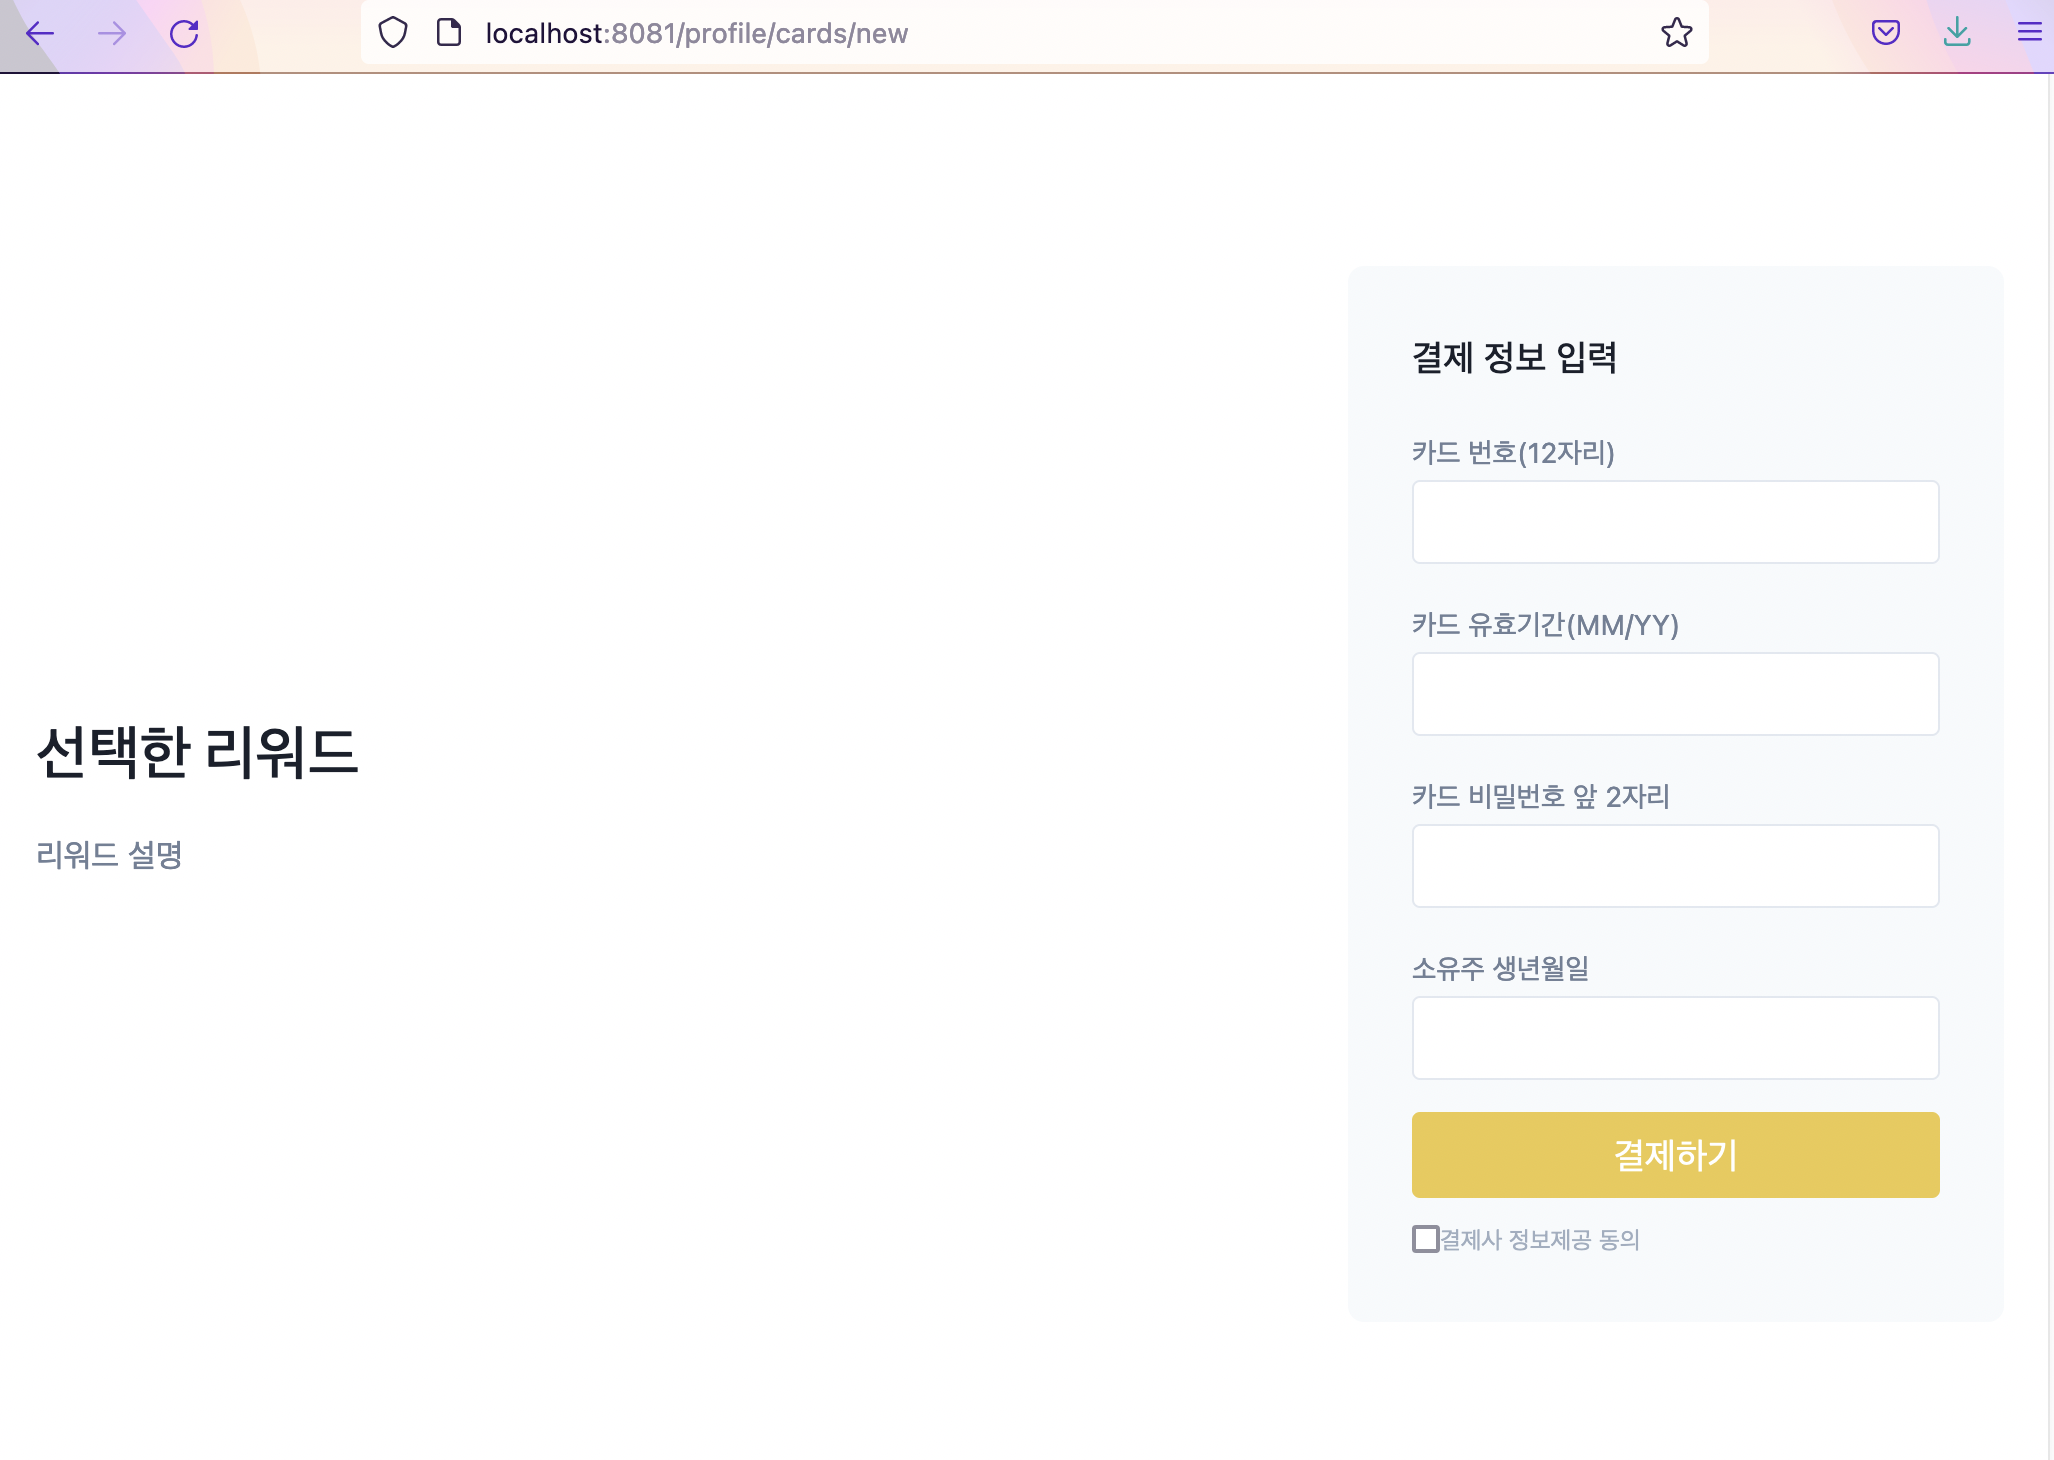 localhost:8081/profile/cards/new
선택한 리워드
리워드 설명
결제 정보 입력
카드 번호(12자리)
카드 유효기간(MM/YY)
카드 비밀번호 앞 2자리
소유주 생년월일
결제하기
결제사 정보제공 동의